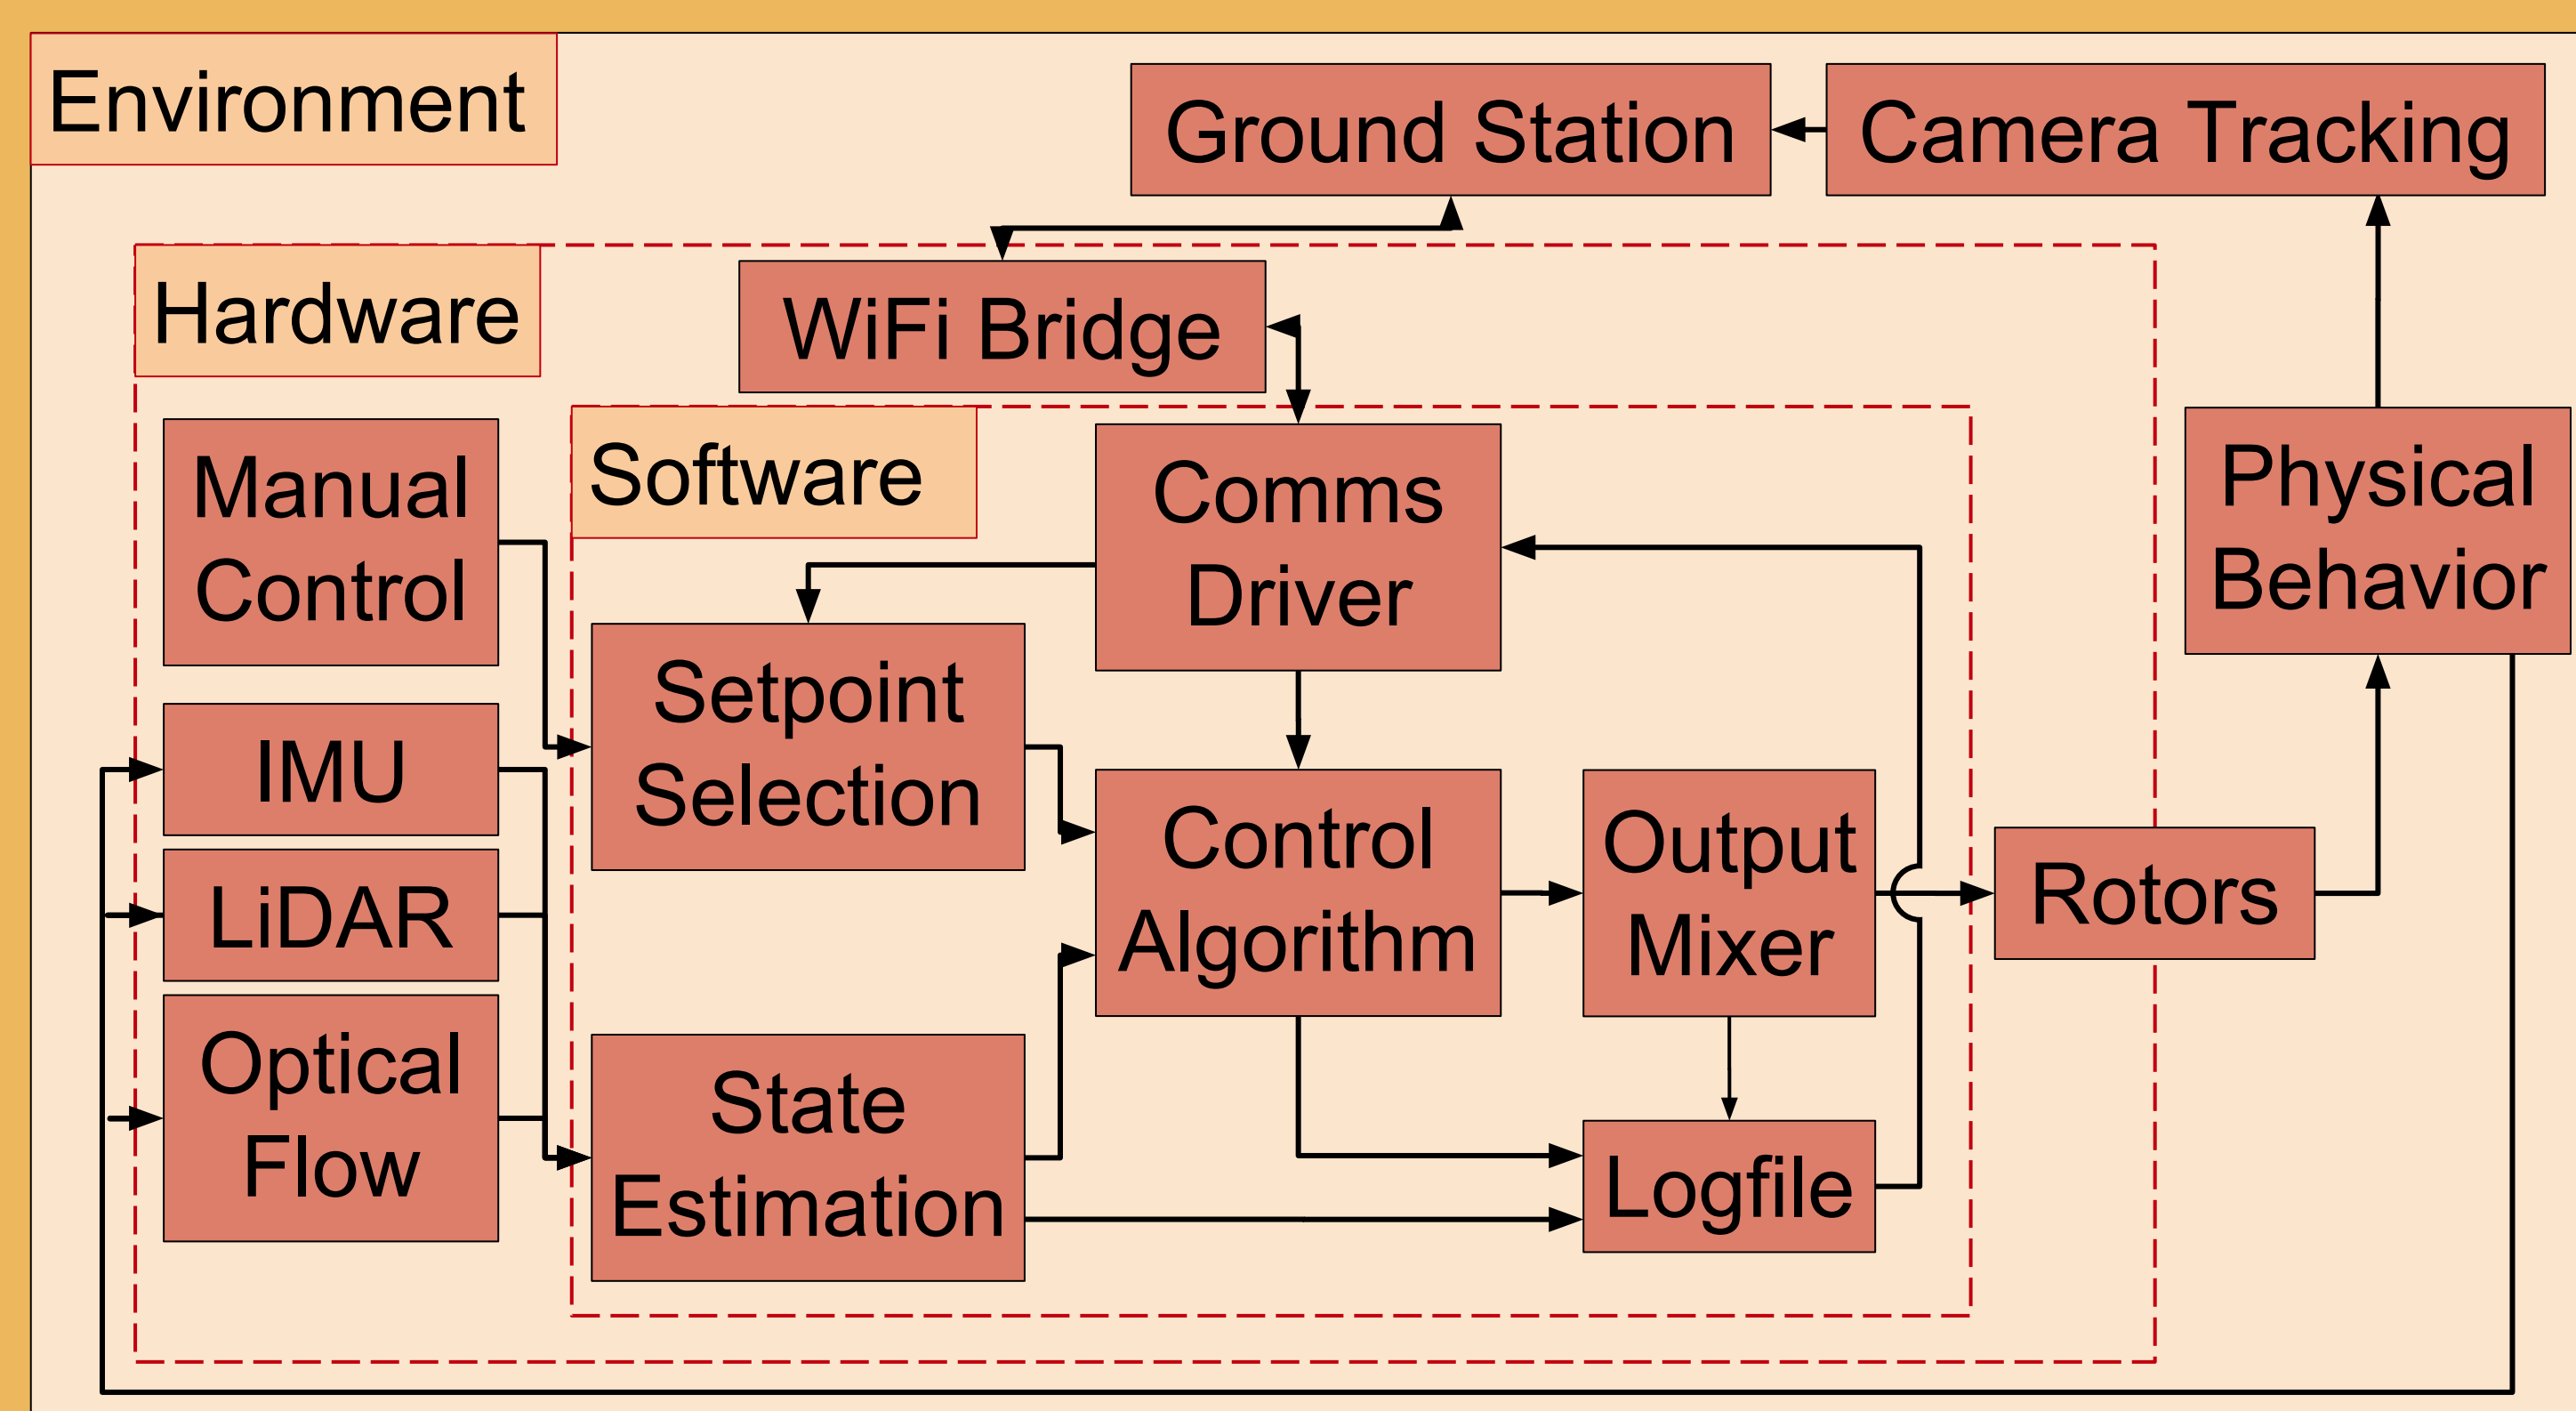 Environment
Ground Station
Camera Tracking
Hardware
WiFi Bridge
Manual
Control
Software
Comms
Driver
Physical
Behavior
Setpoint
Selection
IMU
LiDAR
Control
Algorithm
Output
Mixer
Rotors
Optical
Flow
State
Estimation
Logfile